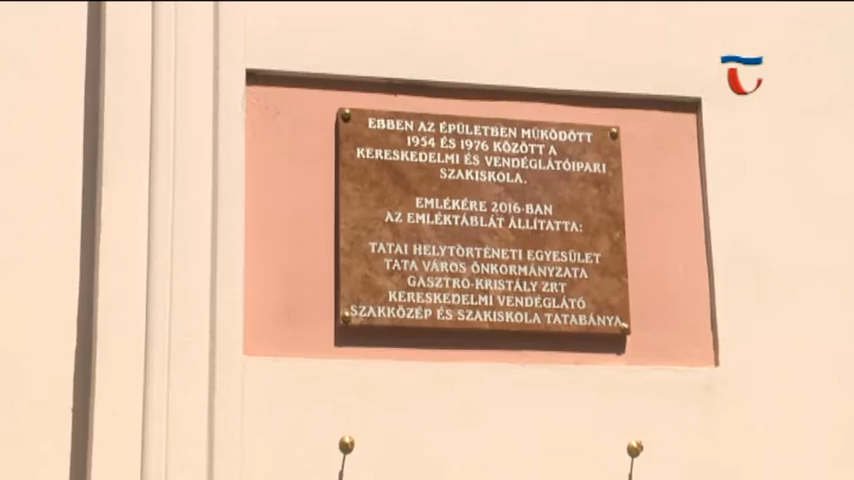 EBBEN AZ ÉPÜLETBEN MŰKÖDÖTT
1954 ÉS 1976 KÖZÖTT A
KERESKEDELMI ÉS VENDÉGLÁTÓIPARI
SZAKISKOLA.
EMLÉKÉRE 2016-BAN
AZ EMLÉKTÁBLÁT ÁLLÍTATTA:
TATAI HELYTÖRTÉNETI EGYESÜLET
TATA VÁROS ÖNKORMÁNYZATA
GASZTRO-KRISTÁLY ZRT
KERESKEDELMI VENDÉGLÁTÓ
SZAKKÖZÉP ÉS SZAKISKOLA TATABÁNYA